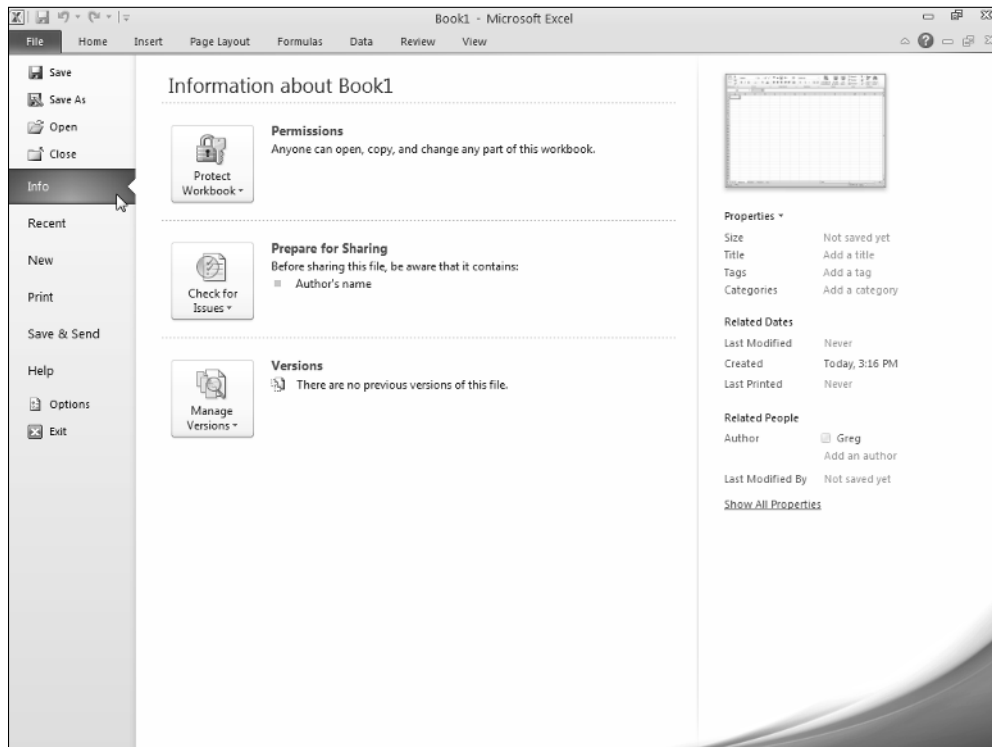 Book1 - Microsoft Excel
File Home Insert Page Layout Formulas Data Review View
Save
Save As
Open
Close
Info
Recent
New
Print
Save & Send
Help
Options
Exit
Information about Book1
Protect
Workbook
Permissions
Anyone can open, copy, and change any part of this workbook.
Check for
Issues
Prepare for Sharing
Before sharing this file, be aware that it contains:
Author's name
Manage
Versions
Versions
There are no previous versions of this file.
Properties
Size Not saved yet
Title Add a title
Tags Add a tag
Categories Add a category
Related Dates
Last Modified Never
Created Today, 3:16 PM
Last Printed Never
Related People
Author Greg
Add an author
Last Modified By Not saved yet
Show All Properties